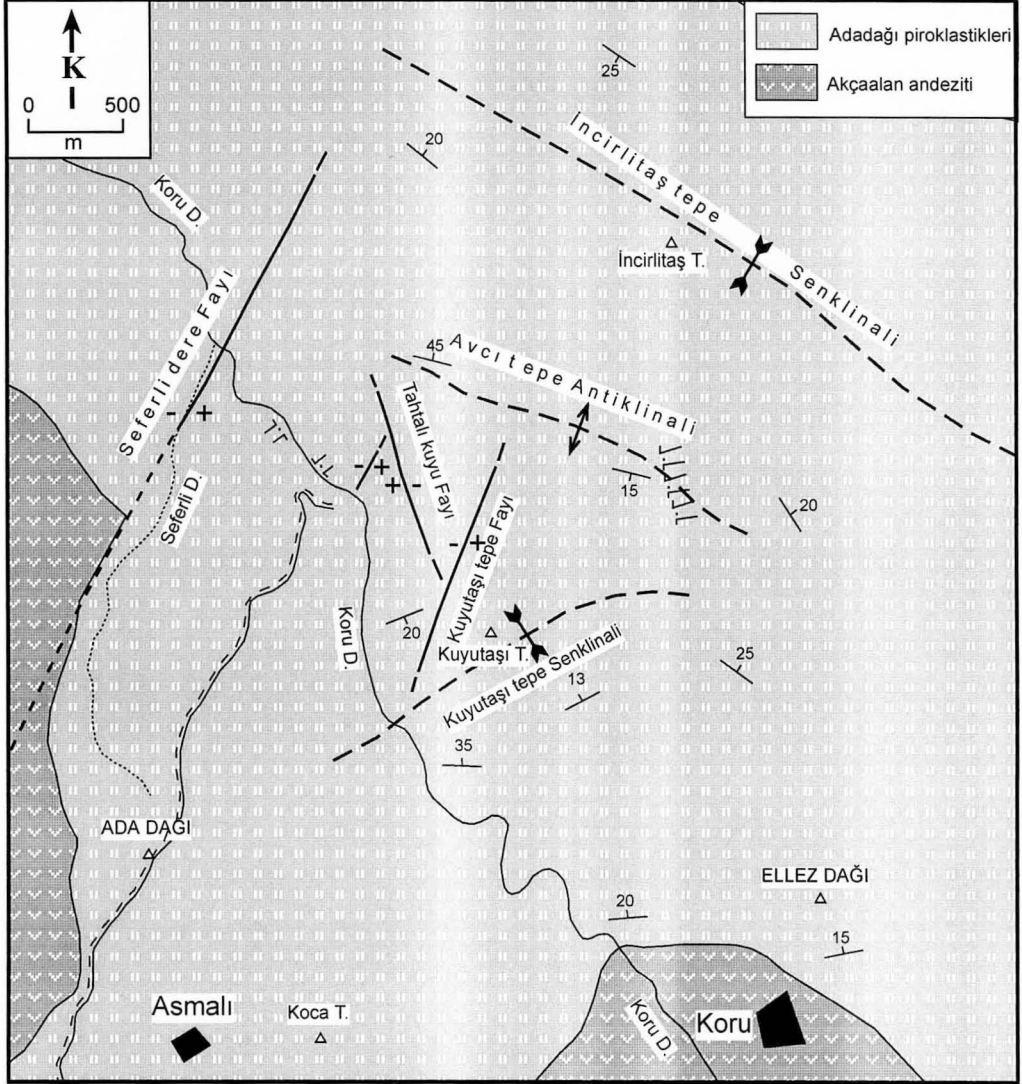 K
0 500
m
Adadağı piroklastikleri
Akçaalan andeziti
25
20
İncirlitaş tepe Senklinali
İncirlitaş T.
Koru D.
Seferli dere Fayı
- +
Seferli D.
45
Avcı tepe Antiklinali
Tahtalı kuyu Fayı
- +
+ -
15
20
Kuyutaşı tepe Fayı
- +
Koru D.
20
Kuyutaşı T.
Kuyutaşı tepe Senklinali
13
25
35
ADA DAĞI
ELLEZ DAĞI
20
15
Asmalı
Koca T.
Koru D.
Koru